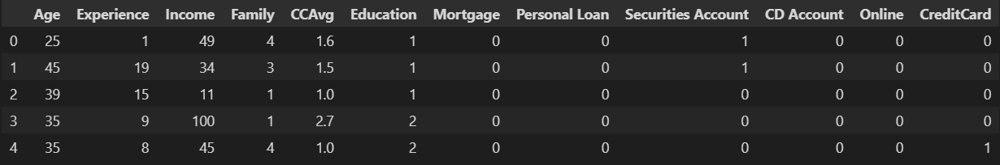 Age Experience Income Family CCAvg Education Mortgage Personal Loan Securities Account CD Account Online CreditCard
0 25 1 49 4 1.6 1 0 0 1 0 0 0
1 45 19 34 3 1.5 1 0 0 1 0 0 0
2 39 15 11 1 1.0 1 0 0 0 0 0 0
3 35 9 100 1 2.7 2 0 0 0 0 0 0
4 35 8 45 4 1.0 2 0 0 0 0 0 1